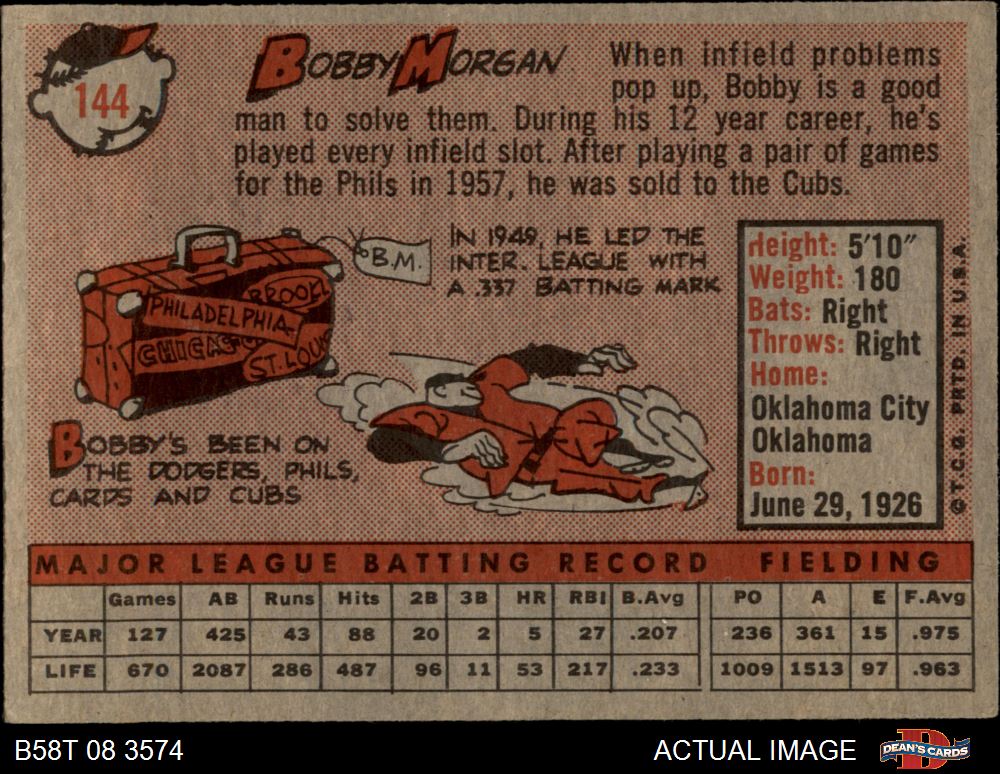 144
BOBBY MORGAN
When infield problems
pop up, Bobby is a good
man to solve them. During his 12 year career, he's
played every infield slot. After playing a pair of games
for the Phils in 1957, he was sold to the Cubs.
B.M.
BROOKL
PHILADELPHIA
CHICAGO
ST. LOUI
IN 1949, HE LED THE
INTER. LEAGUE WITH
A .337 BATTING MARK
BOBBY'S BEEN ON
THE DODGERS, PHILS,
CARDS AND CUBS
Height: 5'10"
Weight: 180
Bats: Right
Throws: Right
Home:
Oklahoma City
Oklahoma
Born:
June 29, 1926
© T.C.G. PRTD. IN U.S.A.
MAJOR LEAGUE BATTING RECORD FIELDING
Games AB Runs Hits 2B 3B HR RBI B.Avg PO A E F.Avg
YEAR 127 425 43 88 20 2 5 27 .207 236 361 15 .975
LIFE 670 2087 286 487 96 11 53 217 .233 1009 1513 97 .963
B58T 08 3574 ACTUAL IMAGE DEAN'S CARDS